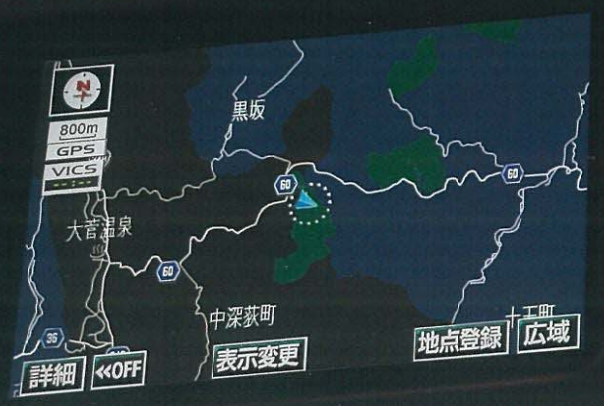 N
800m
GPS
VICS
-:--
黒坂
60
60
大菅温泉
60
36
中深荻町
十王町
詳細
≪OFF
表示変更
地点登録
広域